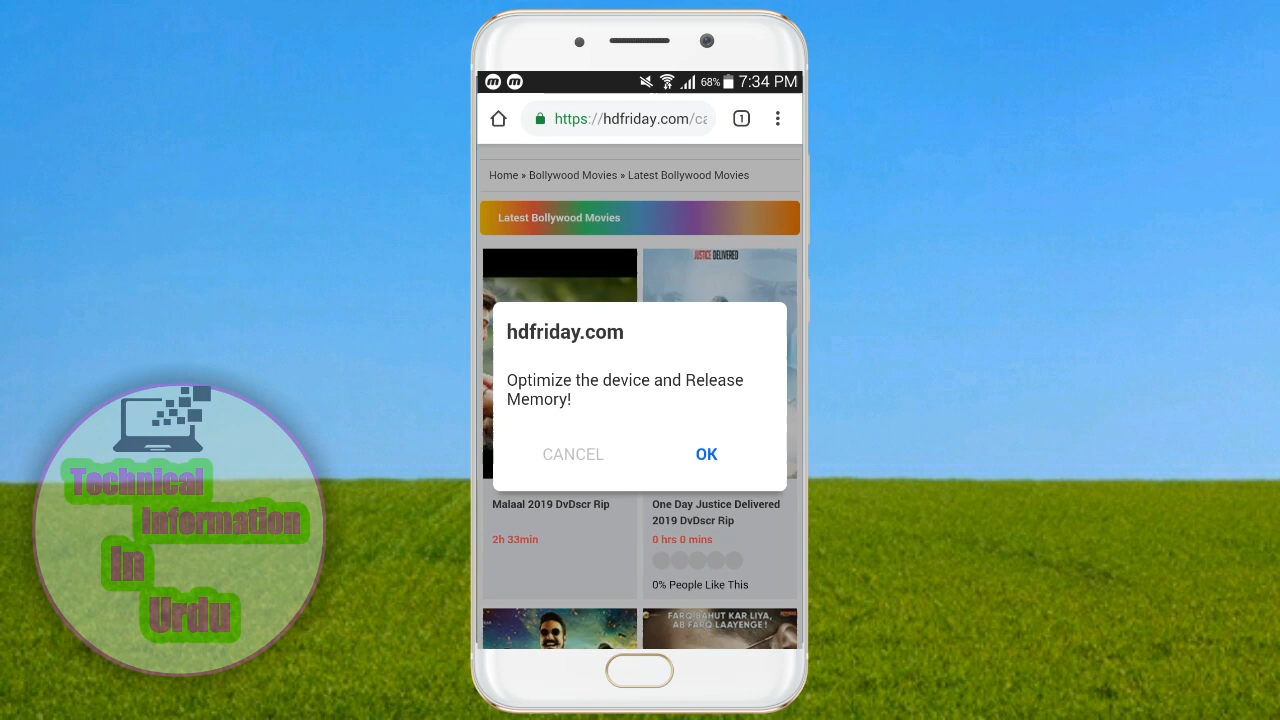 Technical
Information
In
Urdu
m m 68% 7:34 PM
https://hdfriday.com/ca
1
Home » Bollywood Movies » Latest Bollywood Movies
Latest Bollywood Movies
JUSTICE DELIVERED
hdfriday.com
Optimize the device and Release
Memory!
CANCEL OK
Malaal 2019 DvDscr Rip
2h 33min
One Day Justice Delivered
2019 DvDscr Rip
0 hrs 0 mins
0% People Like This
FARQ BAHUT KAR LIYA,
AB FARQ LAAYENGE!